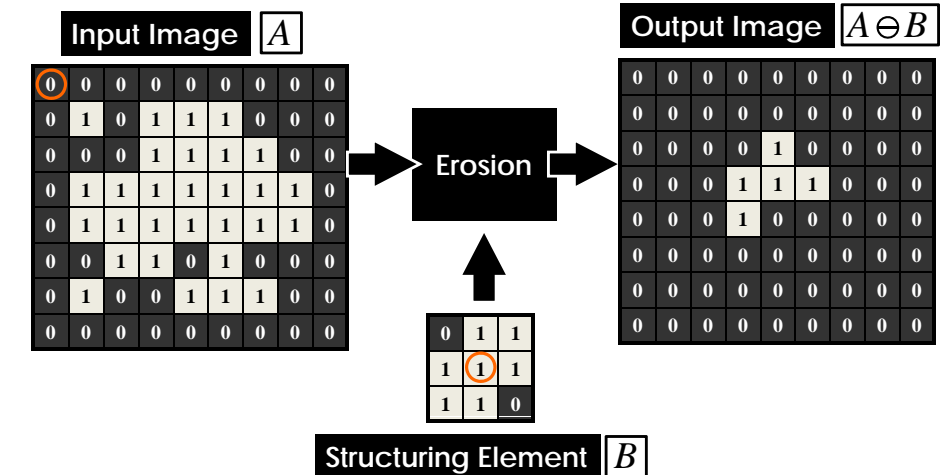 Input Image A
0 0 0 0 0 0 0 0 0
0 1 0 1 1 1 0 0 0
0 0 0 1 1 1 1 0 0
0 1 1 1 1 1 1 1 0
0 1 1 1 1 1 1 1 0
0 0 1 1 0 1 0 0 0
0 1 0 0 1 1 1 0 0
0 0 0 0 0 0 0 0 0
Erosion
0 1 1
1 1 1
1 1 0
Structuring Element B
Output Image A ⊖ B
0 0 0 0 0 0 0 0 0
0 0 0 0 0 0 0 0 0
0 0 0 0 1 0 0 0 0
0 0 0 1 1 1 0 0 0
0 0 0 1 0 0 0 0 0
0 0 0 0 0 0 0 0 0
0 0 0 0 0 0 0 0 0
0 0 0 0 0 0 0 0 0